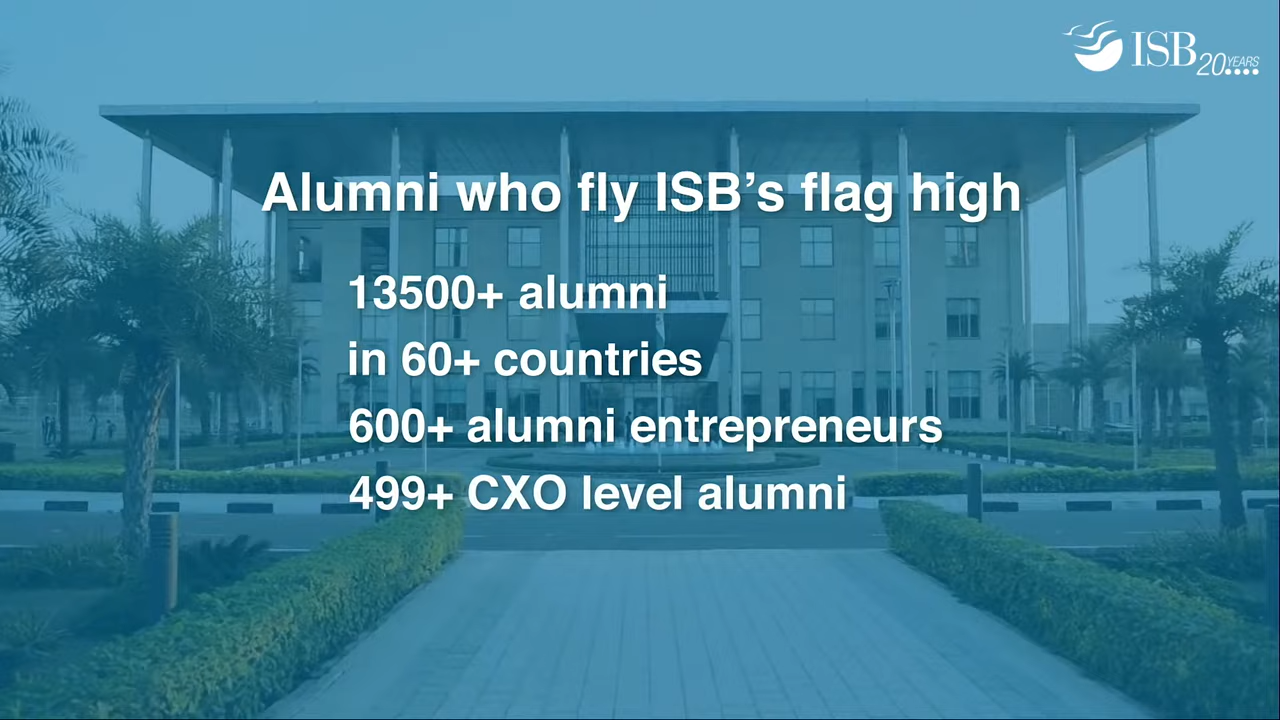 ISB 20 YEARS
Alumni who fly ISB’s flag high
13500+ alumni
in 60+ countries
600+ alumni entrepreneurs
499+ CXO level alumni